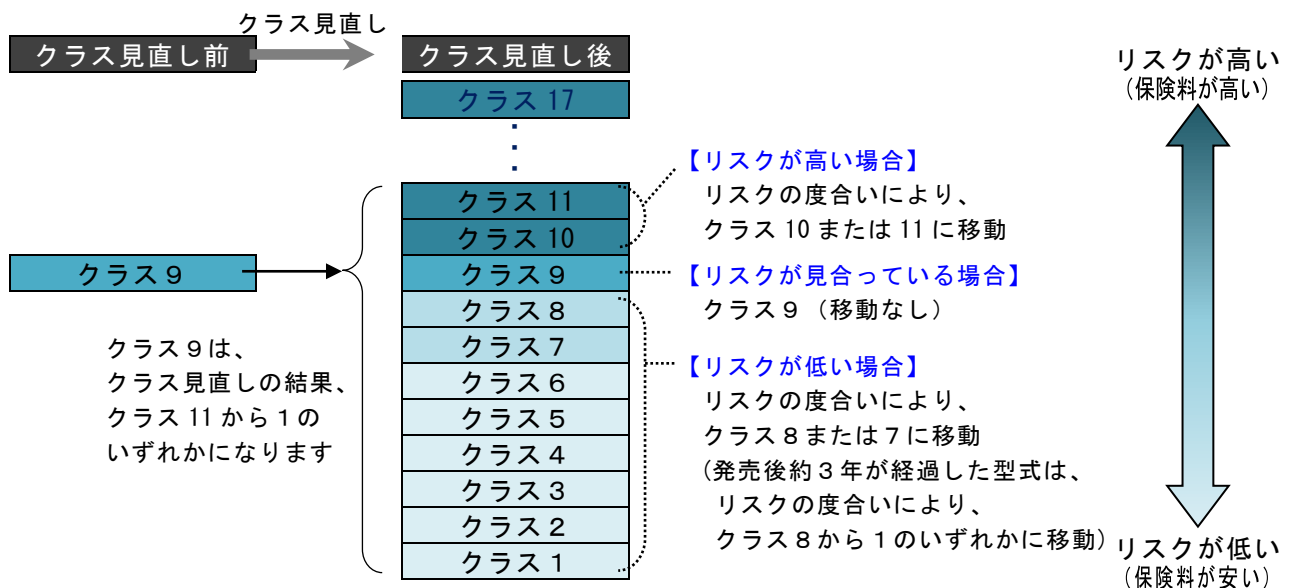 クラス見直し
クラス見直し前
クラス見直し後
クラス 17
クラス 11
クラス 10
クラス９
クラス８
クラス７
クラス６
クラス５
クラス４
クラス３
クラス２
クラス１
クラス９
クラス９は、
クラス見直しの結果、
クラス 11 から１の
いずれかになります
【リスクが高い場合】
リスクの度合いにより、
クラス 10 または 11 に移動
【リスクが見合っている場合】
クラス９（移動なし）
【リスクが低い場合】
リスクの度合いにより、
クラス８または７に移動
(発売後約３年が経過した型式は、
リスクの度合いにより、
クラス８から１のいずれかに移動)
リスクが高い
（保険料が高い）
リスクが低い
（保険料が安い）